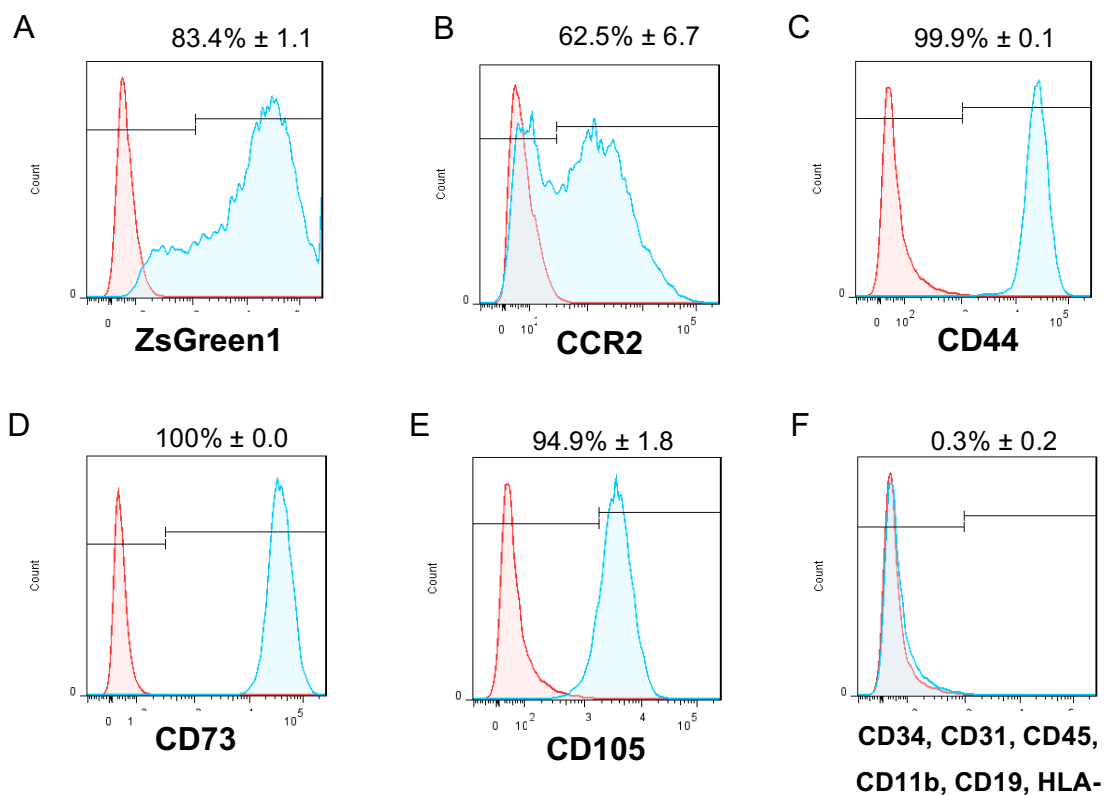 A
83.4% ± 1.1
Count
0
0
ZsGreen1
B
62.5% ± 6.7
Count
0
0
10⁵
CCR2
C
99.9% ± 0.1
Count
0
0 10² 10⁵
CD44
D
100% ± 0.0
Count
0
0 1 10⁵
CD73
E
94.9% ± 1.8
Count
0
0 10² 3 4 10⁵
CD105
F
0.3% ± 0.2
Count
0
0
CD34, CD31, CD45,
CD11b, CD19, HLA-